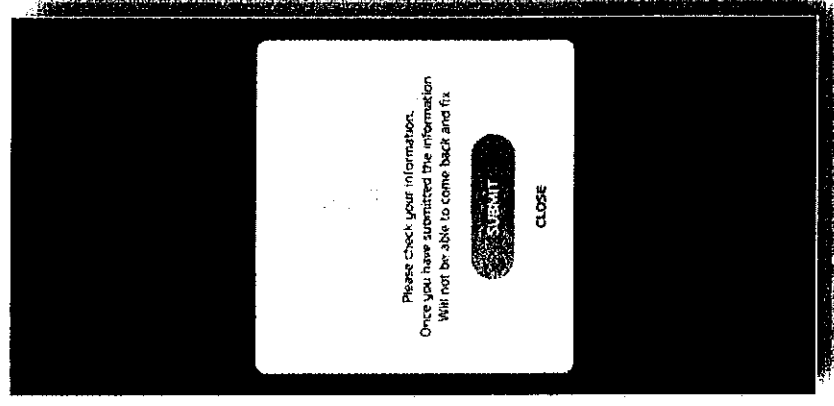 Please check your information.
Once you have submitted the information
Will not be able to come back and fix
SUBMIT
CLOSE